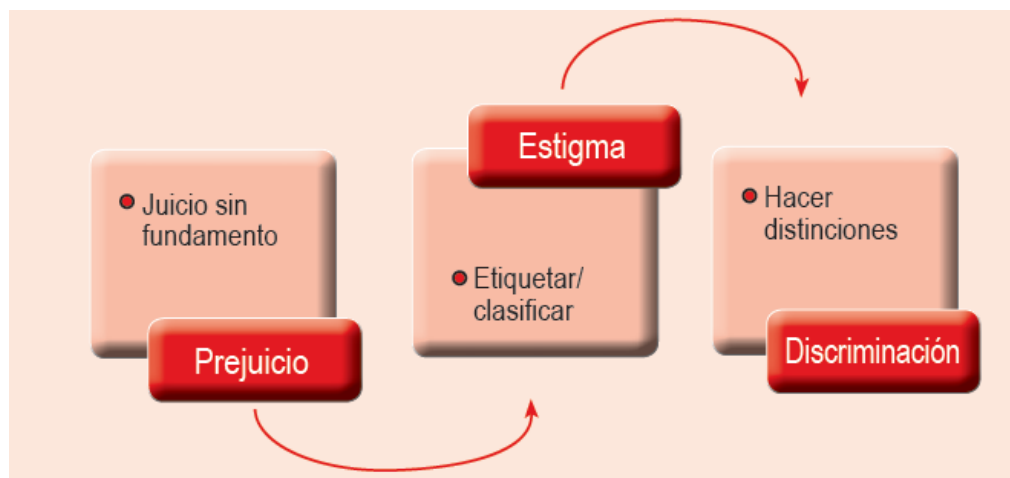 Juicio sin
fundamento
Prejuicio
Estigma
Etiquetar/
clasificar
Hacer
distinciones
Discriminación